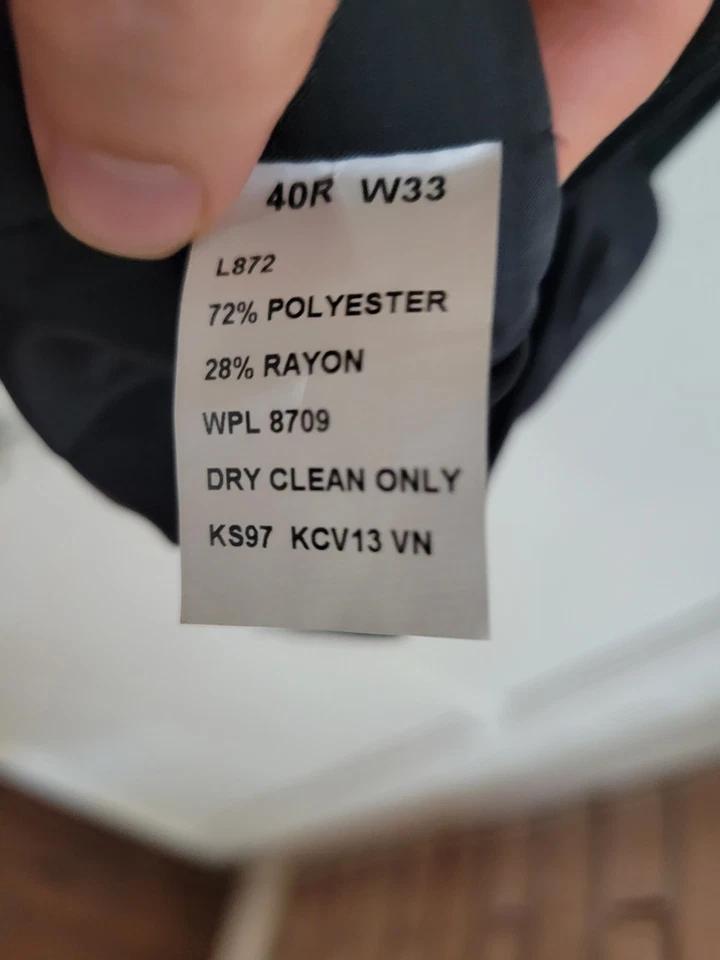 40R W33
L872
72% POLYESTER
28% RAYON
WPL 8709
DRY CLEAN ONLY
KS97 KCV13 VN